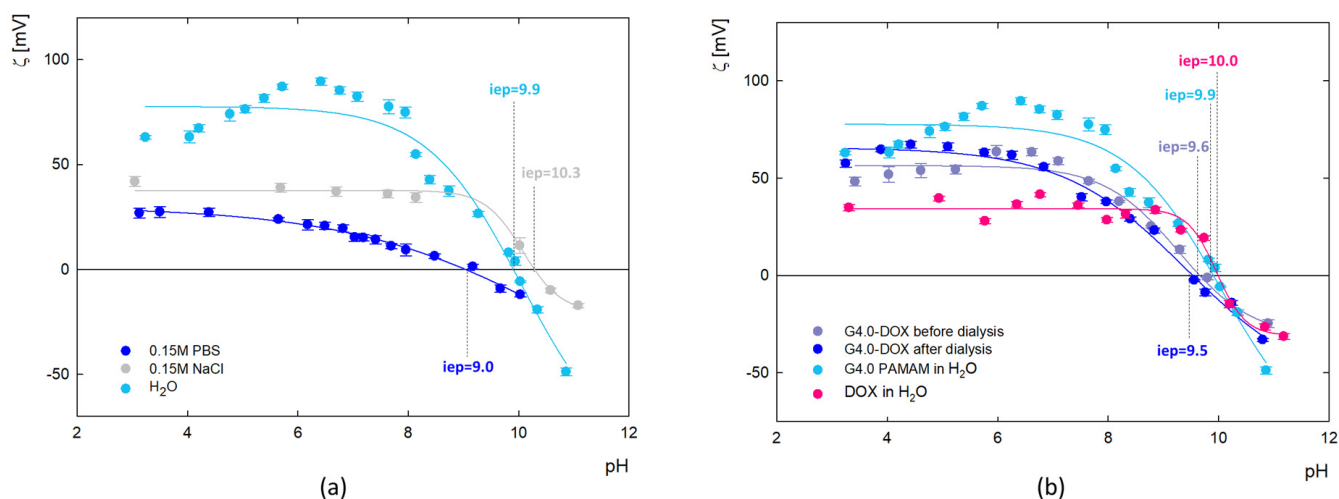 ζ [mV]
100
50
0
-50
2
4
6
8
10
12
pH
iep=9.9
iep=10.3
iep=9.0
0.15M PBS
0.15M NaCl
H₂O
(a)
ζ [mV]
100
50
0
-50
2
4
6
8
10
12
pH
iep=10.0
iep=9.9
iep=9.6
iep=9.5
G4.0-DOX before dialysis
G4.0-DOX after dialysis
G4.0 PAMAM in H₂O
DOX in H₂O
(b)